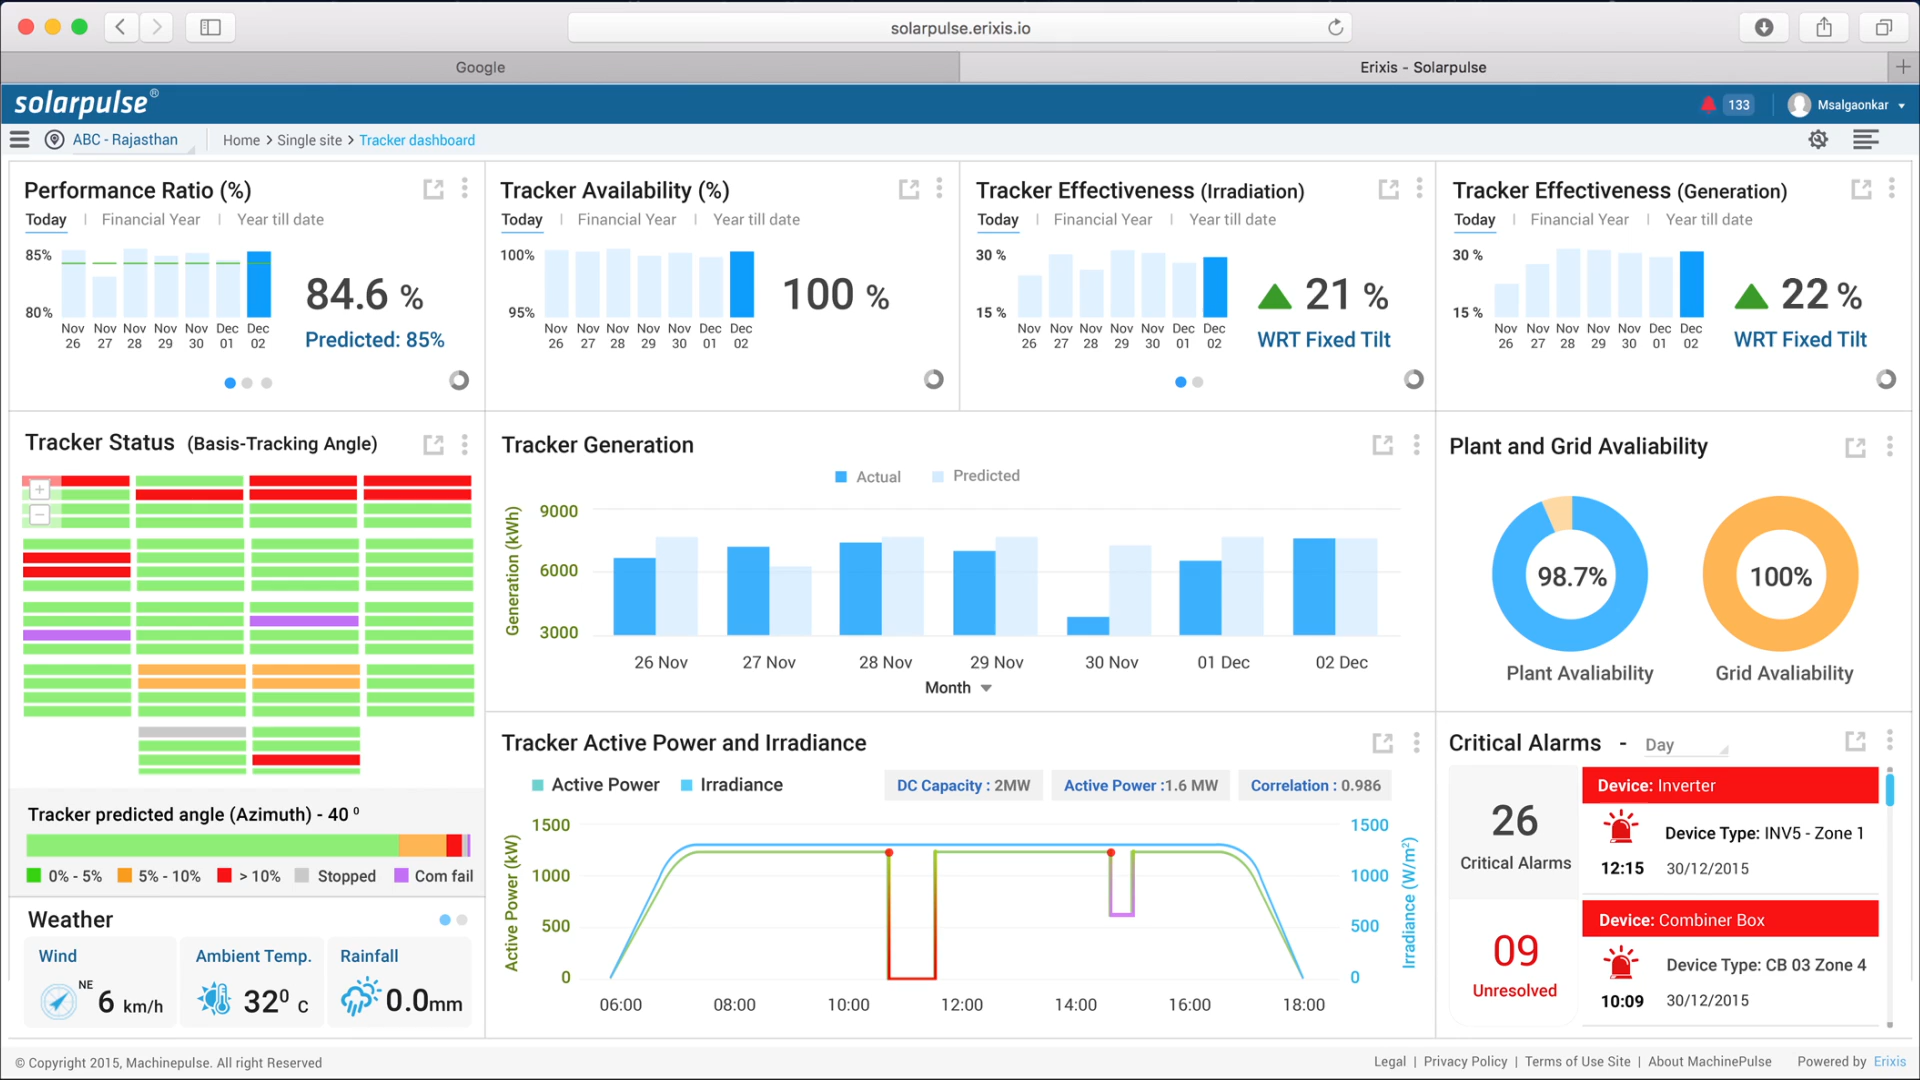 solarpulse.erixis.io
Google
Erixis - Solarpulse
solarpulse®
133
Msalgaonkar
ABC - Rajasthan
Home > Single site > Tracker dashboard
Performance Ratio (%)
Today | Financial Year | Year till date
85%
80%
Nov 26 Nov 27 Nov 28 Nov 29 Nov 30 Dec 01 Dec 02
84.6 %
Predicted: 85%
Tracker Availability (%)
Today | Financial Year | Year till date
100%
95%
Nov 26 Nov 27 Nov 28 Nov 29 Nov 30 Dec 01 Dec 02
100 %
Tracker Effectiveness (Irradiation)
Today | Financial Year | Year till date
30 %
15 %
Nov 26 Nov 27 Nov 28 Nov 29 Nov 30 Dec 01 Dec 02
21 %
WRT Fixed Tilt
Tracker Effectiveness (Generation)
Today | Financial Year | Year till date
30 %
15 %
Nov 26 Nov 27 Nov 28 Nov 29 Nov 30 Dec 01 Dec 02
22 %
WRT Fixed Tilt
Tracker Status (Basis-Tracking Angle)
+
−
Tracker predicted angle (Azimuth) - 40 ⁰
0% - 5% 5% - 10% > 10% Stopped Com fail
Weather
Wind
NE 6 km/h
Ambient Temp.
32⁰ C
Rainfall
0.0mm
Tracker Generation
Actual Predicted
Generation (kWh)
9000
6000
3000
26 Nov 27 Nov 28 Nov 29 Nov 30 Nov 01 Dec 02 Dec
Month
Tracker Active Power and Irradiance
Active Power Irradiance
DC Capacity : 2MW
Active Power :1.6 MW
Correlation : 0.986
Active Power (kW)
1500
1000
500
0
1500
1000
500
0
Irradiance (W/m²)
06:00 08:00 10:00 12:00 14:00 16:00 18:00
Plant and Grid Avaliability
98.7%
100%
Plant Avaliability
Grid Avaliability
Critical Alarms - Day
26
Critical Alarms
09
Unresolved
Device: Inverter
Device Type: INV5 - Zone 1
12:15 30/12/2015
Device: Combiner Box
Device Type: CB 03 Zone 4
10:09 30/12/2015
© Copyright 2015, Machinepulse. All right Reserved
Legal | Privacy Policy | Terms of Use Site | About MachinePulse
Powered by Erixis